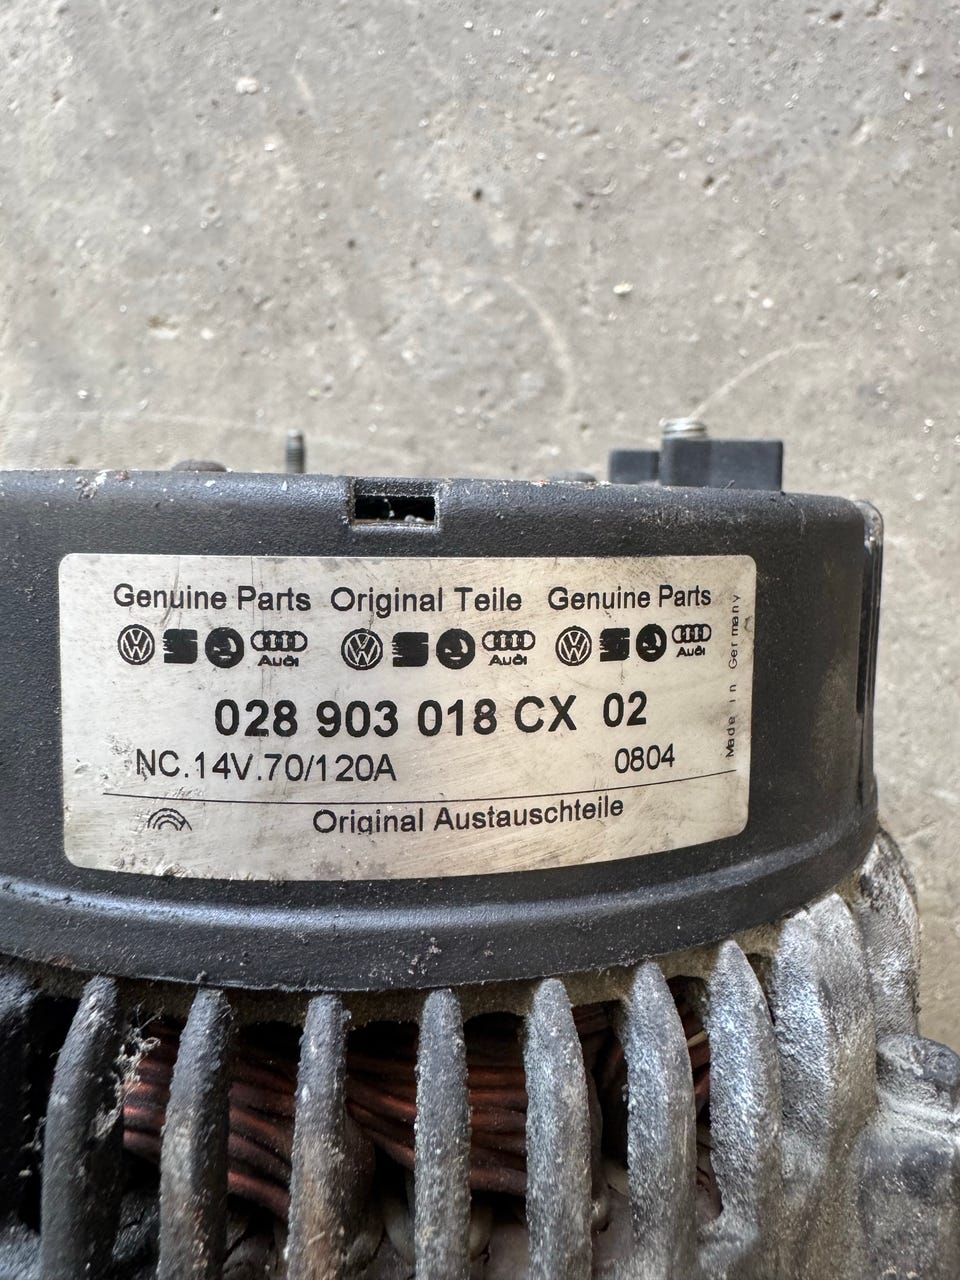 Genuine Parts Original Teile Genuine Parts
Audi Audi Audi
028 903 018 CX 02
NC.14V.70/120A 0804
Original Austauschteile
Made in Germany